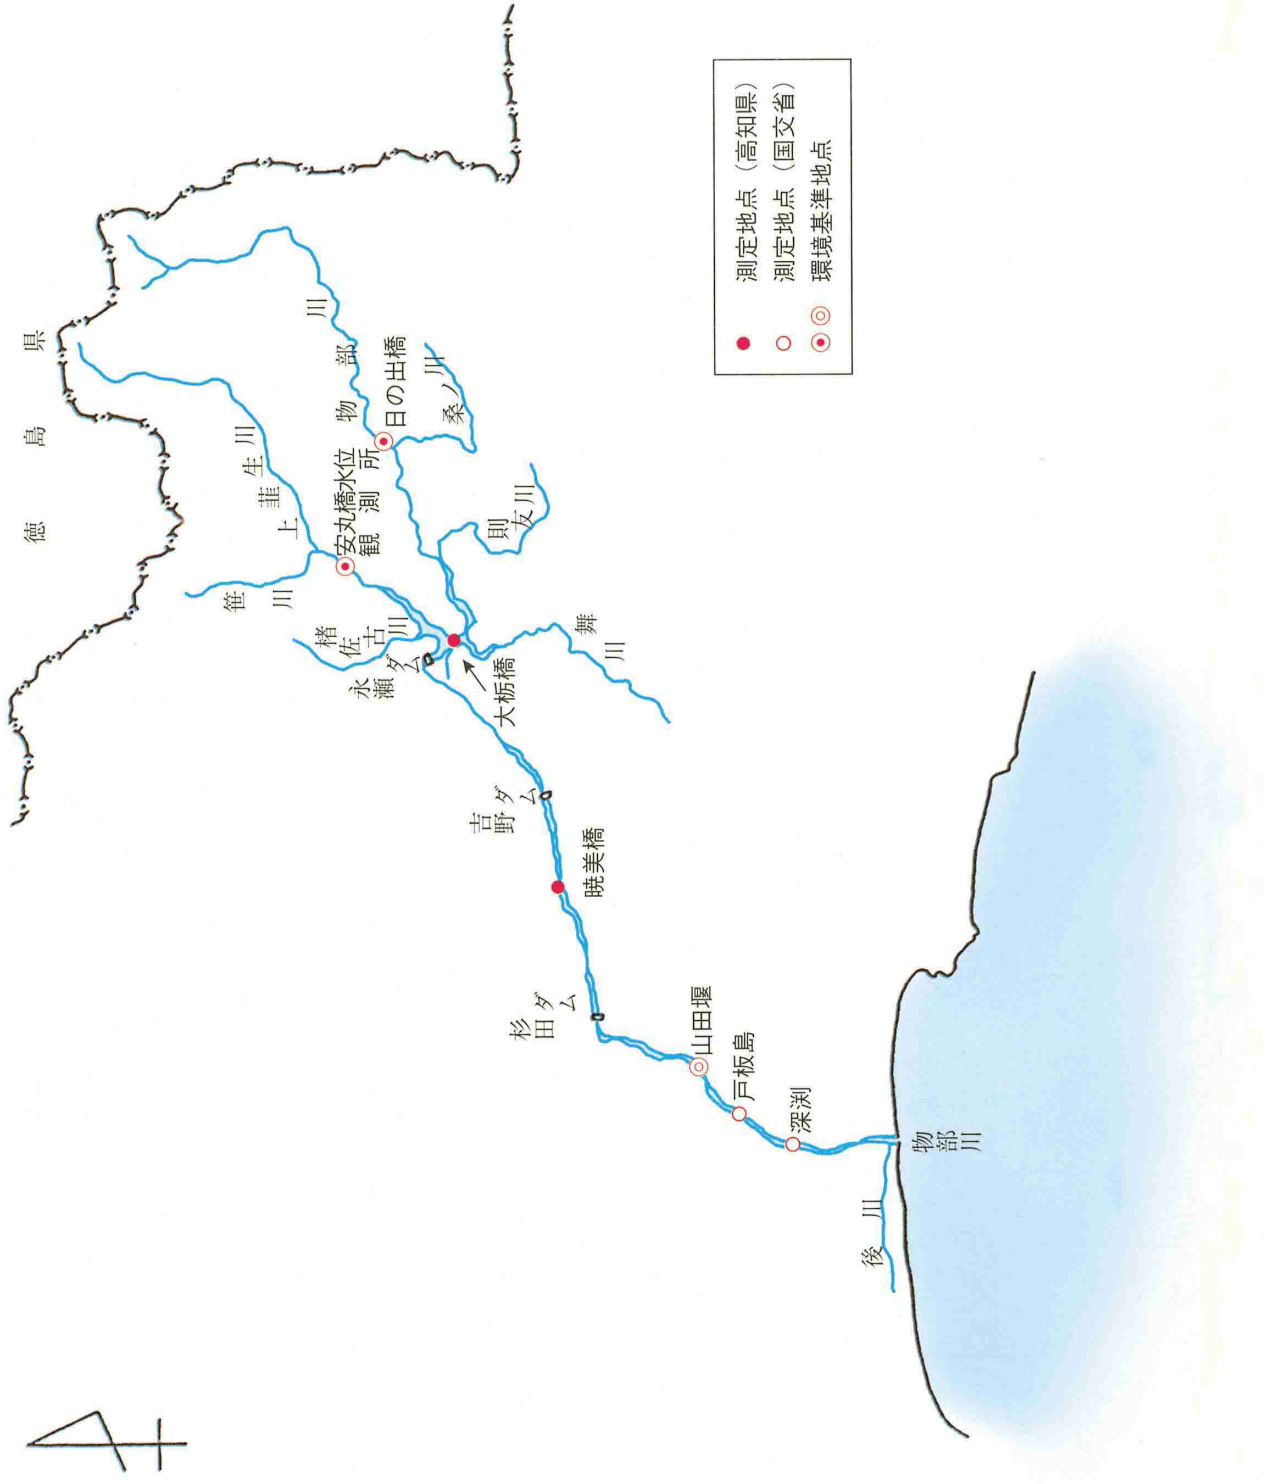 徳島県
笹川
上韮生川
物部川
楮佐古川
安丸橋水位
観測所
日の出橋
桑ノ川
永瀬ダム
則友川
大栃橋
舞川
吉野ダム
暁美橋
杉田ダム
山田堰
戸板島
深渕
後川
物部川
測定地点（高知県）
測定地点（国交省）
環境基準地点